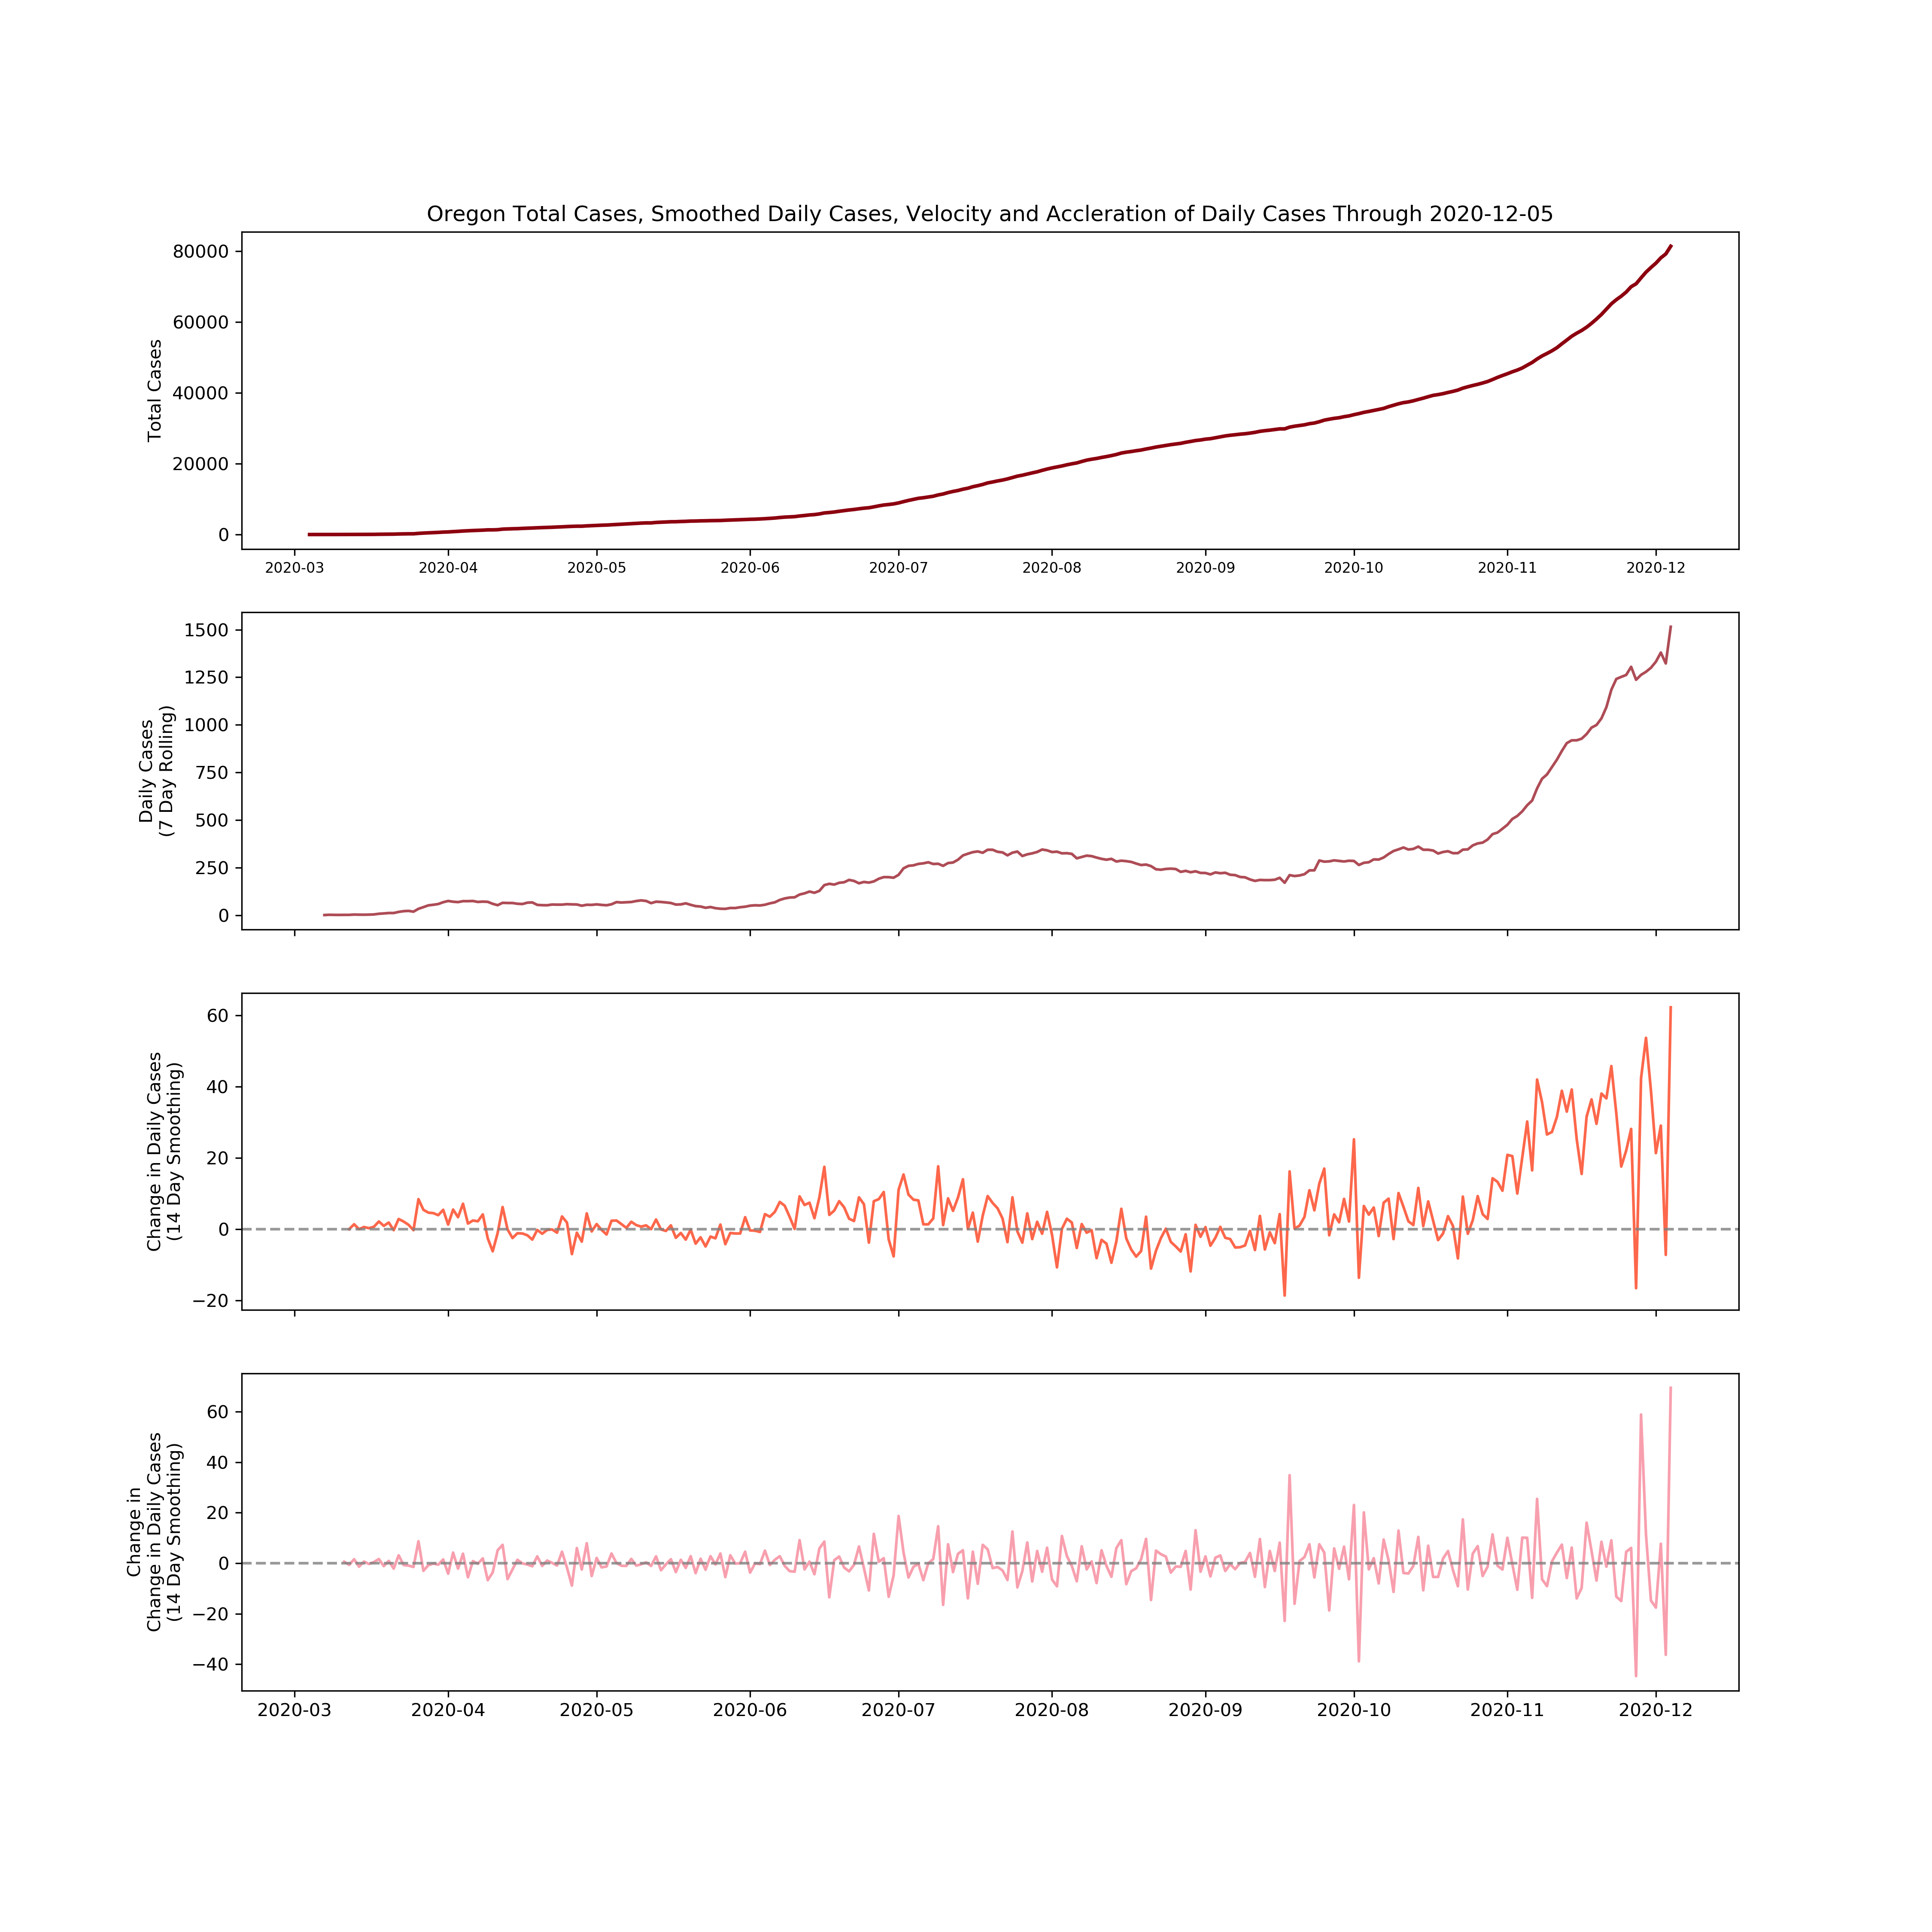 Oregon Total Cases, Smoothed Daily Cases, Velocity and Accleration of Daily Cases Through 2020-12-05
Total Cases
80000
60000
40000
20000
0
2020-03 2020-04 2020-05 2020-06 2020-07 2020-08 2020-09 2020-10 2020-11 2020-12
Daily Cases
(7 Day Rolling)
1500
1250
1000
750
500
250
0
Change in Daily Cases
(14 Day Smoothing)
60
40
20
0
−20
Change in
Change in Daily Cases
(14 Day Smoothing)
60
40
20
0
−20
−40
2020-03 2020-04 2020-05 2020-06 2020-07 2020-08 2020-09 2020-10 2020-11 2020-12